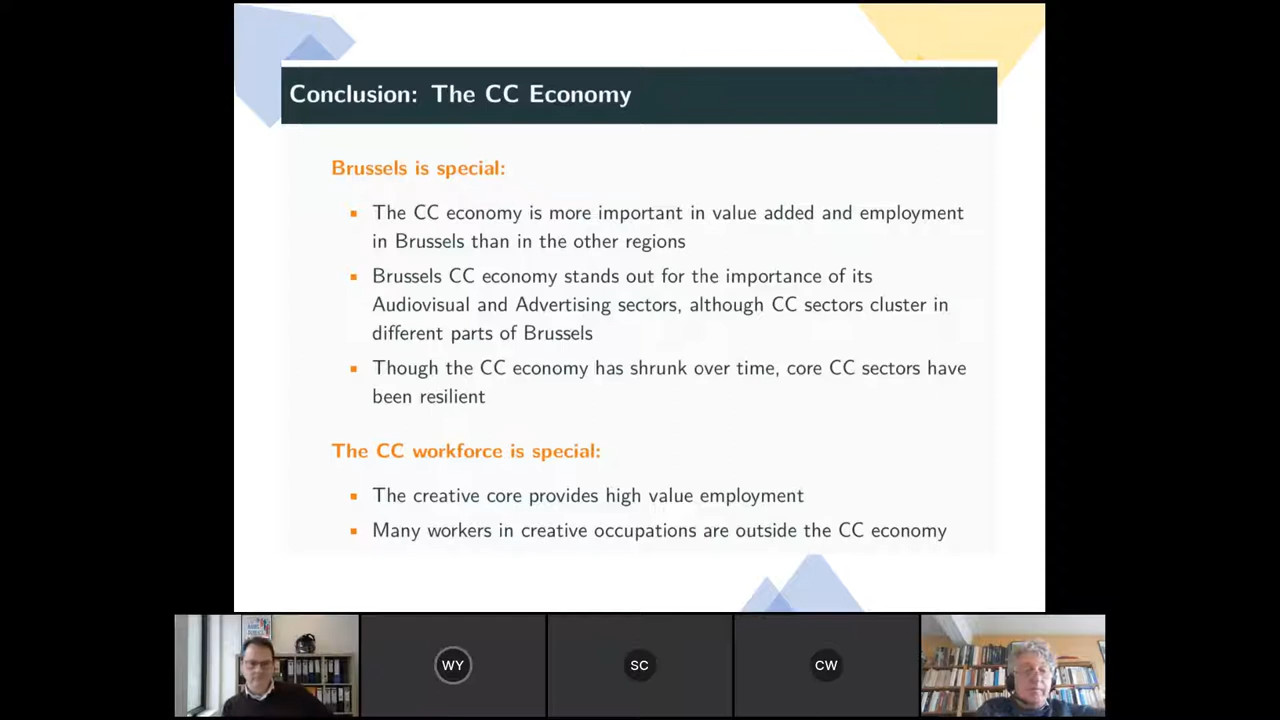 Conclusion: The CC Economy
Brussels is special:
▪ The CC economy is more important in value added and employment
in Brussels than in the other regions
▪ Brussels CC economy stands out for the importance of its
Audiovisual and Advertising sectors, although CC sectors cluster in
different parts of Brussels
▪ Though the CC economy has shrunk over time, core CC sectors have
been resilient
The CC workforce is special:
▪ The creative core provides high value employment
▪ Many workers in creative occupations are outside the CC economy
WY
SC
CW